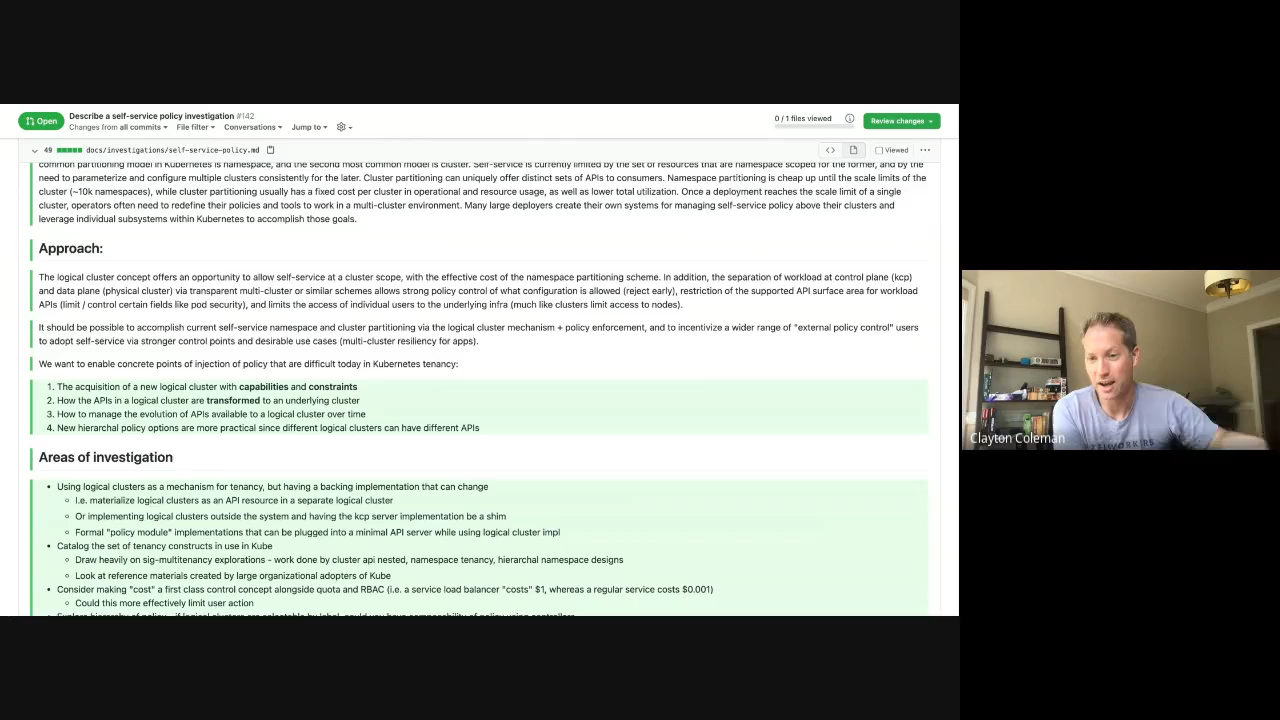 Open
Describe a self-service policy investigation #142
Changes from all commits
File filter
Conversations
Jump to
0 / 1 files viewed
Review changes
49
docs/investigations/self-service-policy.md
Viewed
common partitioning model in Kubernetes is namespace, and the second most common model is cluster. Self-service is currently limited by the set of resources that are namespace scoped for the former, and by the
need to parameterize and configure multiple clusters consistently for the later. Cluster partitioning can uniquely offer distinct sets of APIs to consumers. Namespace partitioning is cheap up until the scale limits of the
cluster (~10k namespaces), while cluster partitioning usually has a fixed cost per cluster in operational and resource usage, as well as lower total utilization. Once a deployment reaches the scale limit of a single
cluster, operators often need to redefine their policies and tools to work in a multi-cluster environment. Many large deployers create their own systems for managing self-service policy above their clusters and
leverage individual subsystems within Kubernetes to accomplish those goals.
Approach:
The logical cluster concept offers an opportunity to allow self-service at a cluster scope, with the effective cost of the namespace partitioning scheme. In addition, the separation of workload at control plane (kcp)
and data plane (physical cluster) via transparent multi-cluster or similar schemes allows strong policy control of what configuration is allowed (reject early), restriction of the supported API surface area for workload
APIs (limit / control certain fields like pod security), and limits the access of individual users to the underlying infra (much like clusters limit access to nodes).
It should be possible to accomplish current self-service namespace and cluster partitioning via the logical cluster mechanism + policy enforcement, and to incentivize a wider range of "external policy control" users
to adopt self-service via stronger control points and desirable use cases (multi-cluster resiliency for apps).
We want to enable concrete points of injection of policy that are difficult today in Kubernetes tenancy:
1. The acquisition of a new logical cluster with capabilities and constraints
2. How the APIs in a logical cluster are transformed to an underlying cluster
3. How to manage the evolution of APIs available to a logical cluster over time
4. New hierarchal policy options are more practical since different logical clusters can have different APIs
Areas of investigation
• Using logical clusters as a mechanism for tenancy, but having a backing implementation that can change
◦ I.e. materialize logical clusters as an API resource in a separate logical cluster
◦ Or implementing logical clusters outside the system and having the kcp server implementation be a shim
◦ Formal "policy module" implementations that can be plugged into a minimal API server while using logical cluster impl
• Catalog the set of tenancy constructs in use in Kube
◦ Draw heavily on sig-multitenancy explorations - work done by cluster api nested, namespace tenancy, hierarchal namespace designs
◦ Look at reference materials created by large organizational adopters of Kube
• Consider making "cost" a first class control concept alongside quota and RBAC (i.e. a service load balancer "costs" $1, whereas a regular service costs $0.001)
◦ Could this more effectively limit user action
Clayton Coleman